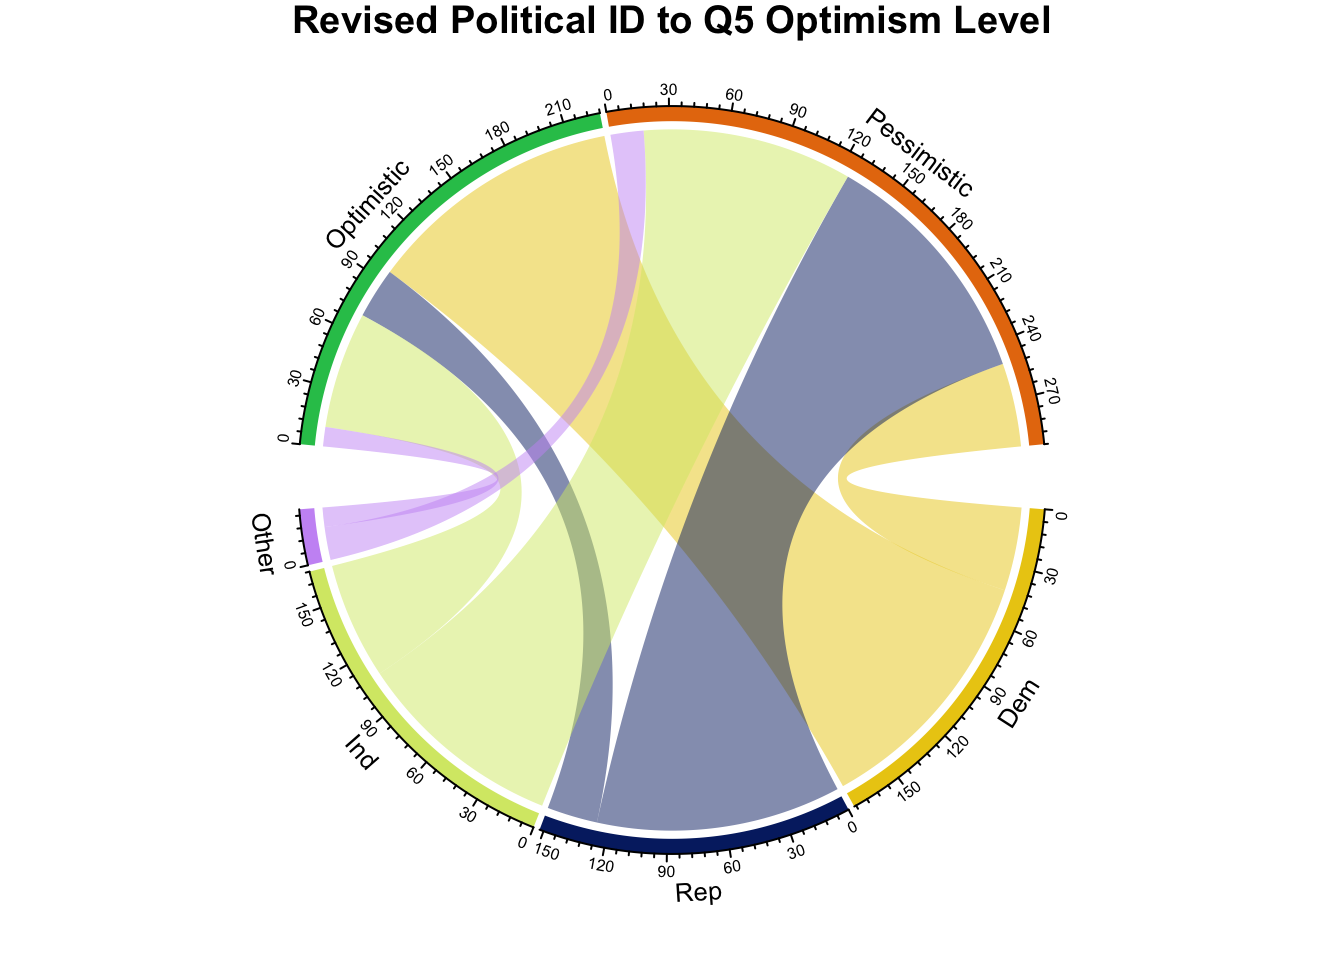 Revised Political ID to Q5 Optimism Level
Optimistic
0 30 60 90 120 150 180 210
Pessimistic
0 30 60 90 120 150 180 210 240 270
Dem
0 30 60 90 120 150
Rep
0 30 60 90 120 150
Ind
0 30 60 90 120 150
Other
0